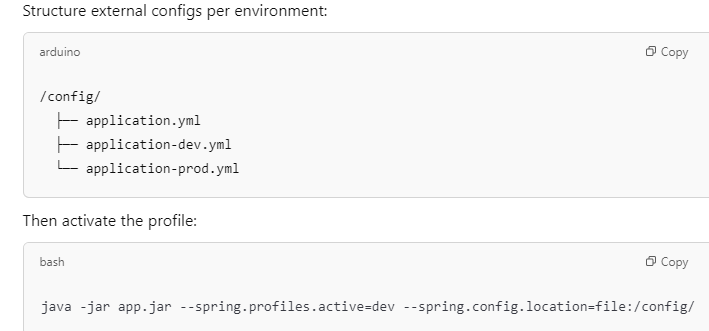 Structure external configs per environment:
arduino
Copy
/config/
├── application.yml
├── application-dev.yml
└── application-prod.yml
Then activate the profile:
bash
Copy
java -jar app.jar --spring.profiles.active=dev --spring.config.location=file:/config/